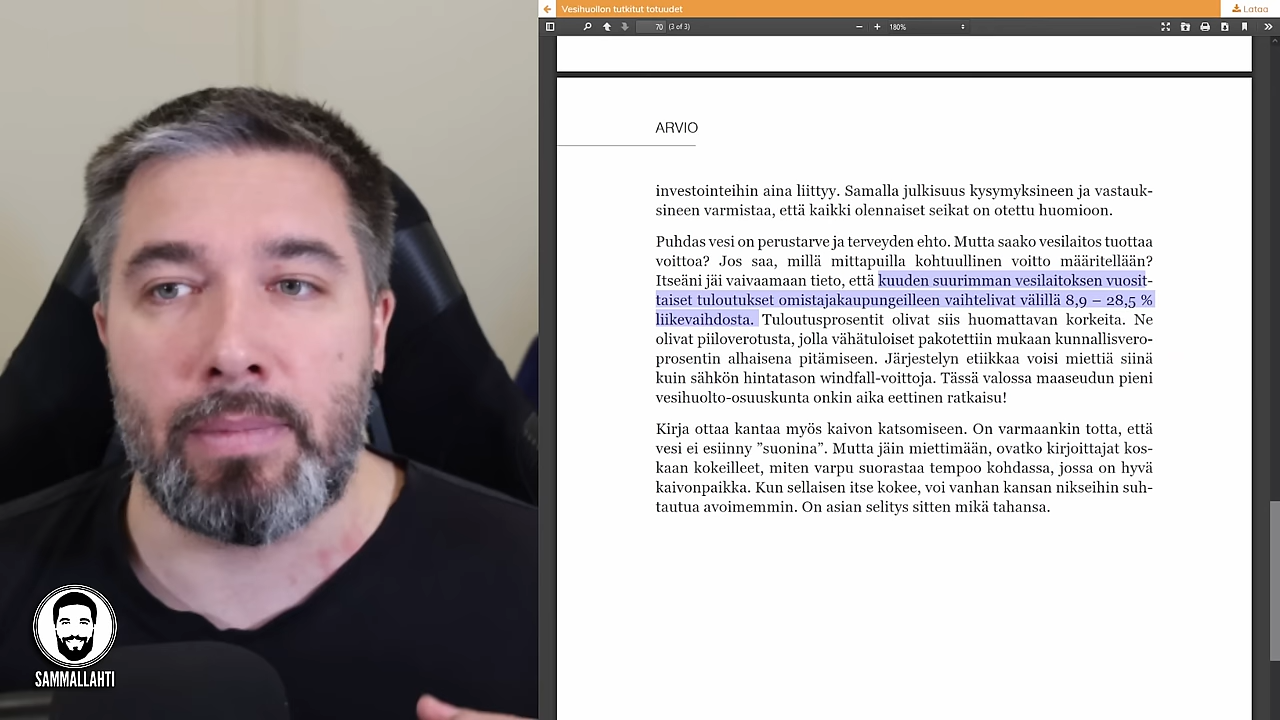 Vesihuollon tutkitut totuudet
Lataa
70 (3 of 3)
180%
ARVIO
investointeihin aina liittyy. Samalla julkisuus kysymyksineen ja vastauk-
sineen varmistaa, että kaikki olennaiset seikat on otettu huomioon.
Puhdas vesi on perustarve ja terveyden ehto. Mutta saako vesilaitos tuottaa
voittoa? Jos saa, millä mittapuilla kohtuullinen voitto määritellään?
Itseäni jäi vaivaamaan tieto, että kuuden suurimman vesilaitoksen vuosit-
taiset tuloutukset omistajakaupungeilleen vaihtelivat välillä 8,9 – 28,5 %
liikevaihdosta. Tuloutusprosentit olivat siis huomattavan korkeita. Ne
olivat piiloverotusta, jolla vähätuloiset pakotettiin mukaan kunnallisvero-
prosentin alhaisena pitämiseen. Järjestelyn etiikkaa voisi miettiä siinä
kuin sähkön hintatason windfall-voittoja. Tässä valossa maaseudun pieni
vesihuolto-osuuskunta onkin aika eettinen ratkaisu!
Kirja ottaa kantaa myös kaivon katsomiseen. On varmaankin totta, että
vesi ei esiinny ”suonina”. Mutta jäin miettimään, ovatko kirjoittajat kos-
kaan kokeilleet, miten varpu suorastaa tempoo kohdassa, jossa on hyvä
kaivonpaikka. Kun sellaisen itse kokee, voi vanhan kansan nikseihin suh-
tautua avoimemmin. On asian selitys sitten mikä tahansa.
SAMMALLAHTI